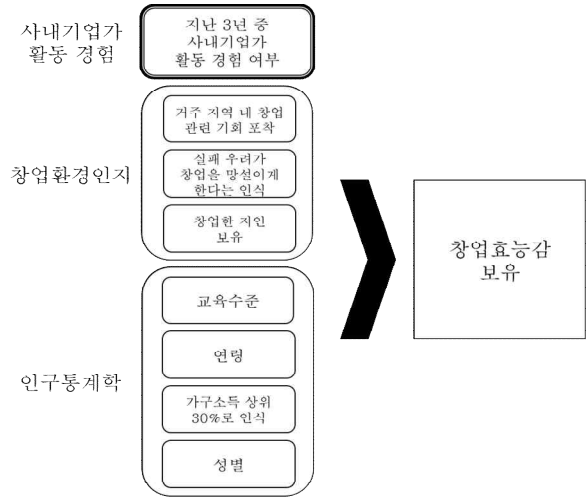 사내기업가
활동 경험
지난 3년 중
사내기업가
활동 경험 여부
창업환경인지
거주 지역 내 창업
관련 기회 포착
실패 우려가
창업을 망설이게
한다는 인식
창업한 지인
보유
인구통계학
교육수준
연령
가구소득 상위
30%로 인식
성별
창업효능감
보유